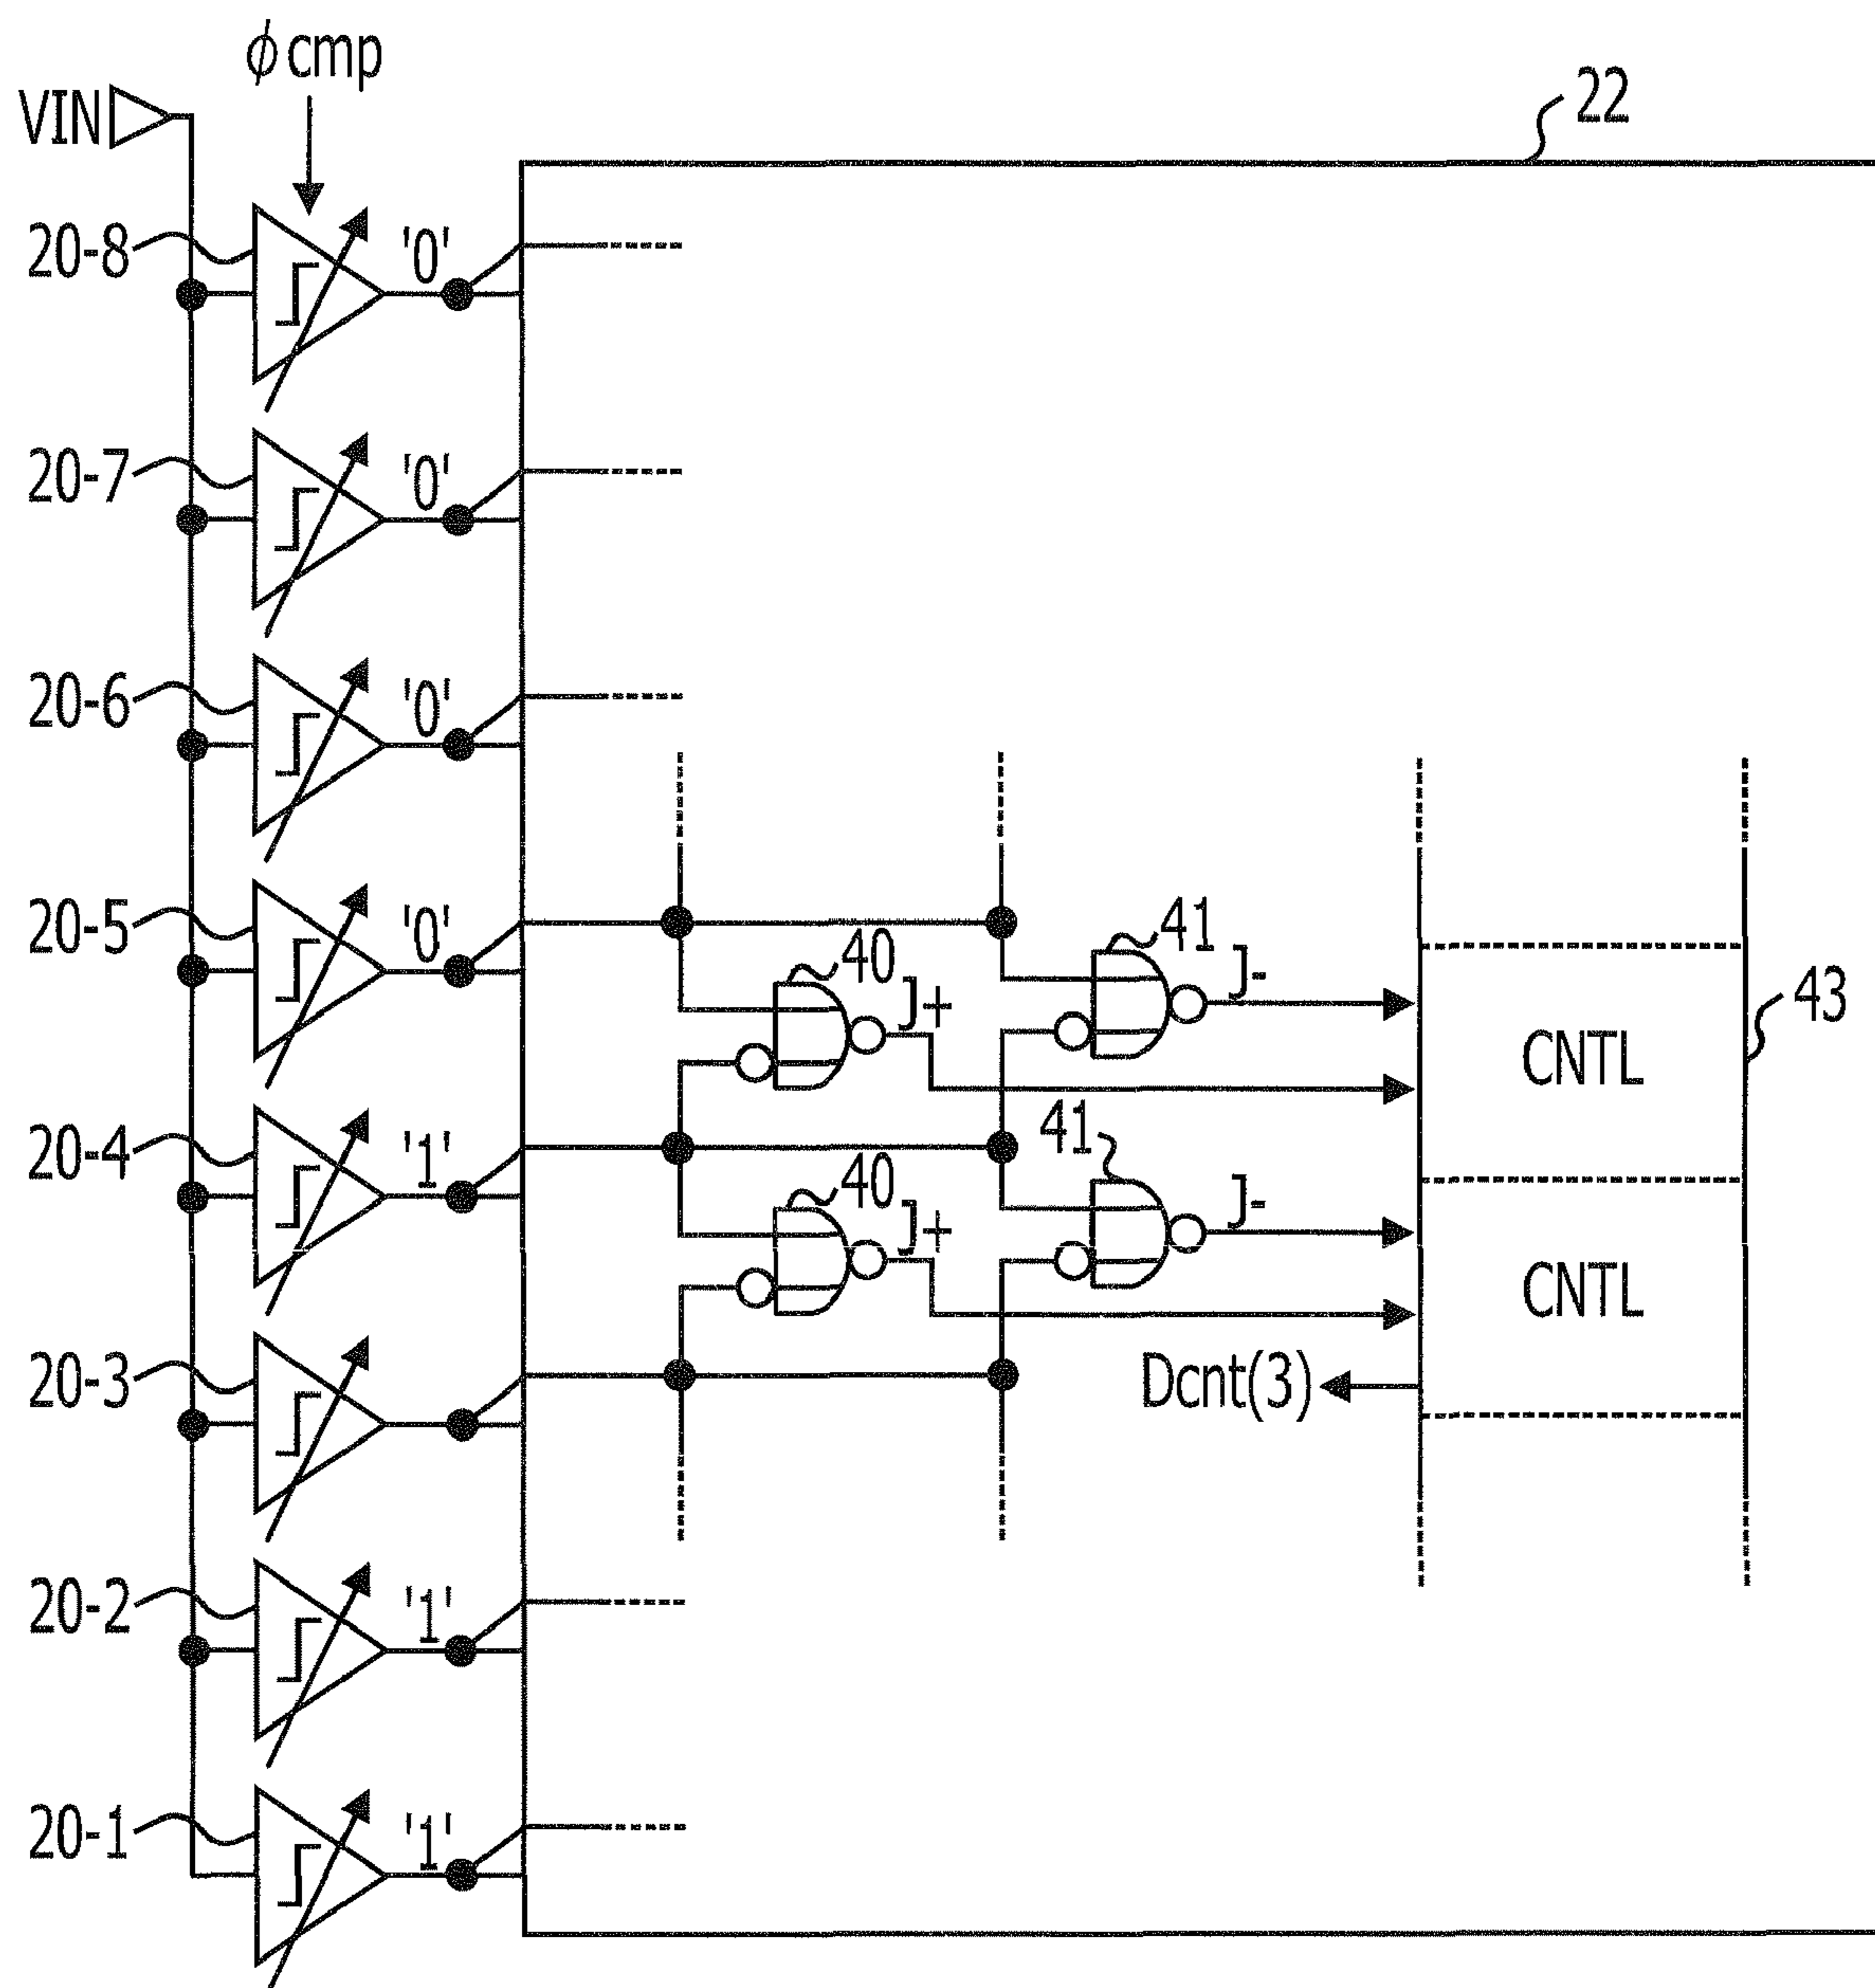 φcmp
VIN
22
20-8
'0'
20-7
'0'
20-6
'0'
20-5
'0'
40
J+
41
J-
CNTL
43
20-4
'1'
40
J+
41
J-
CNTL
20-3
Dcnt(3)
20-2
'1'
20-1
'1'